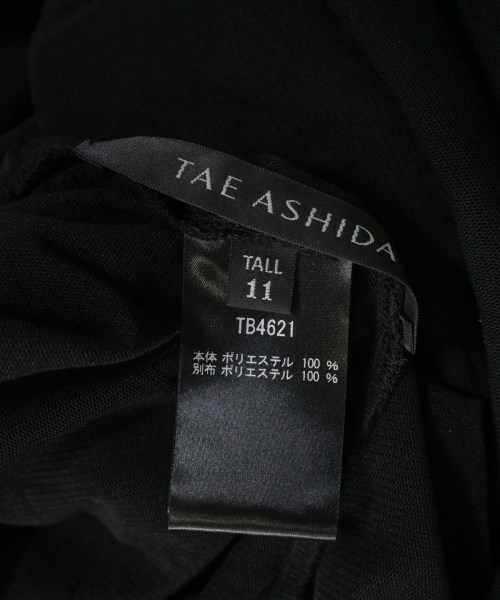 TAE ASHIDA
TALL
11
TB4621
本体 ポリエステル 100 %
別布 ポリエステル 100 %